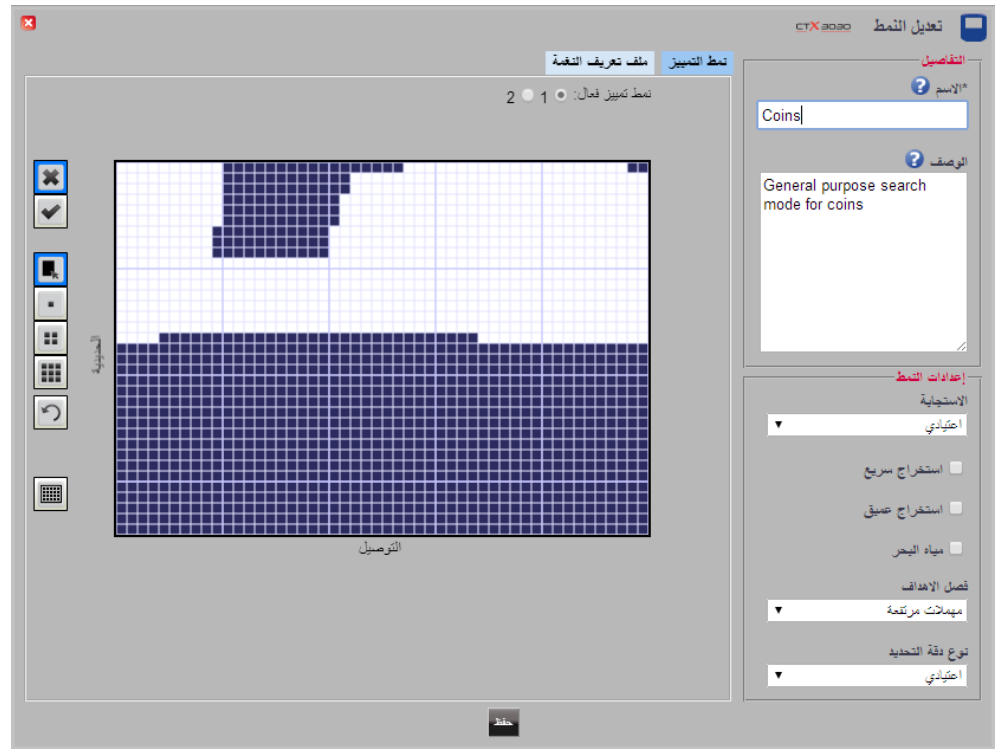 تعديل النمط CTX 3030
التفاصيل
*الاسم
Coins
الوصف
General purpose search
mode for coins
إعدادات النمط
الاستجابة
اعتيادي
استخراج سريع
استخراج عميق
مياه البحر
فصل الاهداف
مهملات مرتفعة
نوع دقة التحديد
اعتيادي
نمط التمييز
ملف تعريف النغمة
نمط تمييز فعال: 1 2
الحديدية
التوصيل
حفظ